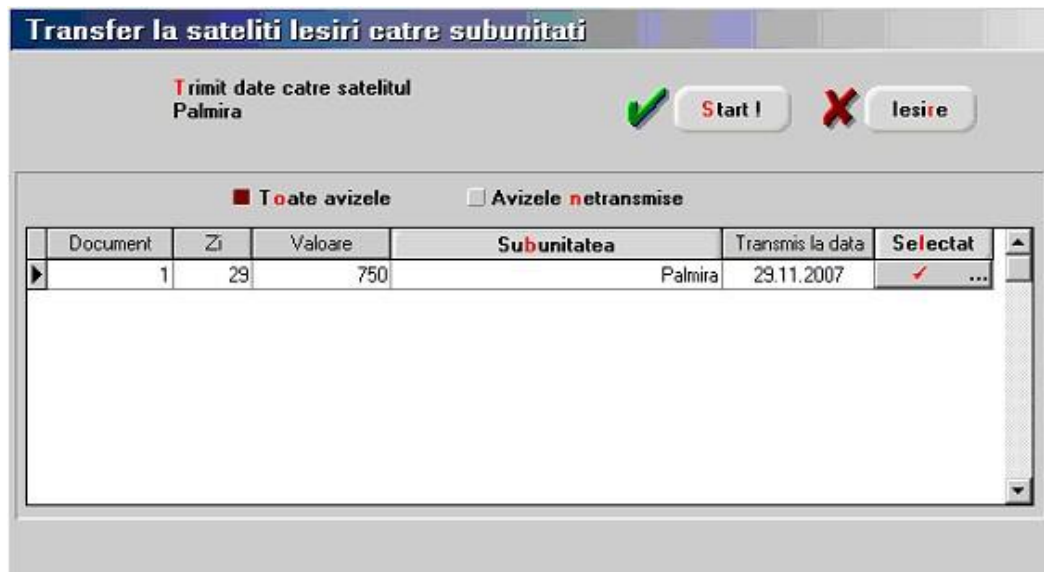 Transfer la sateliti Iesiri catre subunitati
Trimit date catre satelitul
Palmira
Start !
Iesire
Toate avizele
Avizele netransmise
Document Zi Valoare Subunitatea Transmis la data Selectat
1 29 750 Palmira 29.11.2007 ...